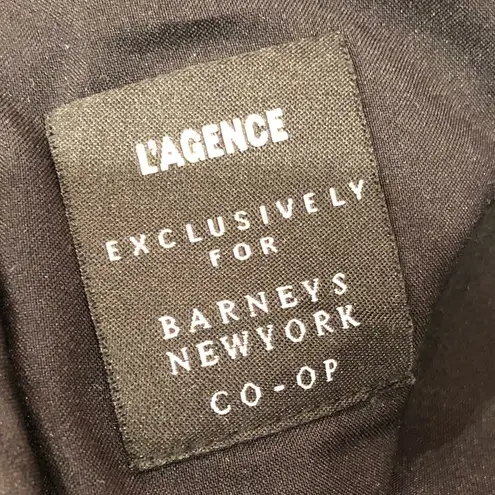 L'AGENCE
EXCLUSIVELY
FOR
BARNEYS
NEWYORK
CO-OP